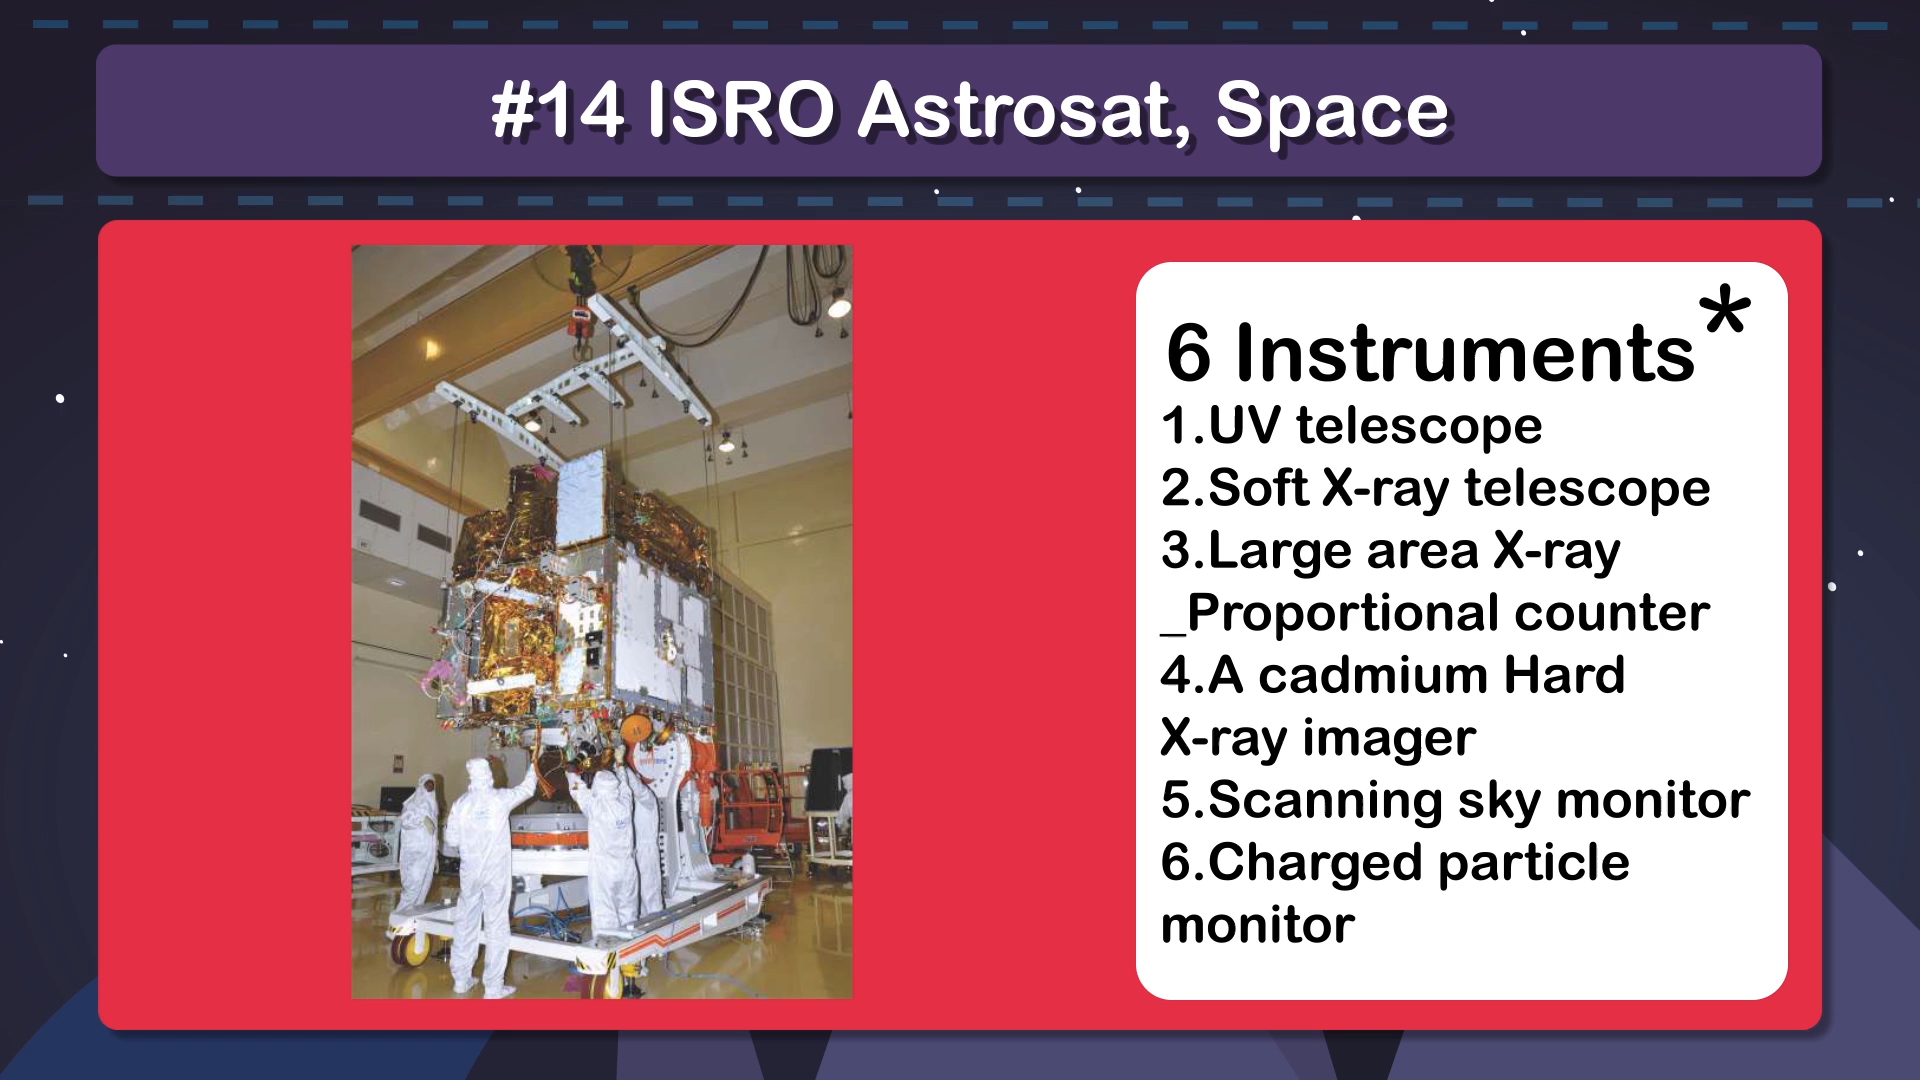 #14 ISRO Astrosat, Space
6 Instruments*
1.UV telescope
2.Soft X-ray telescope
3.Large area X-ray
_Proportional counter
4.A cadmium Hard
X-ray imager
5.Scanning sky monitor
6.Charged particle
monitor